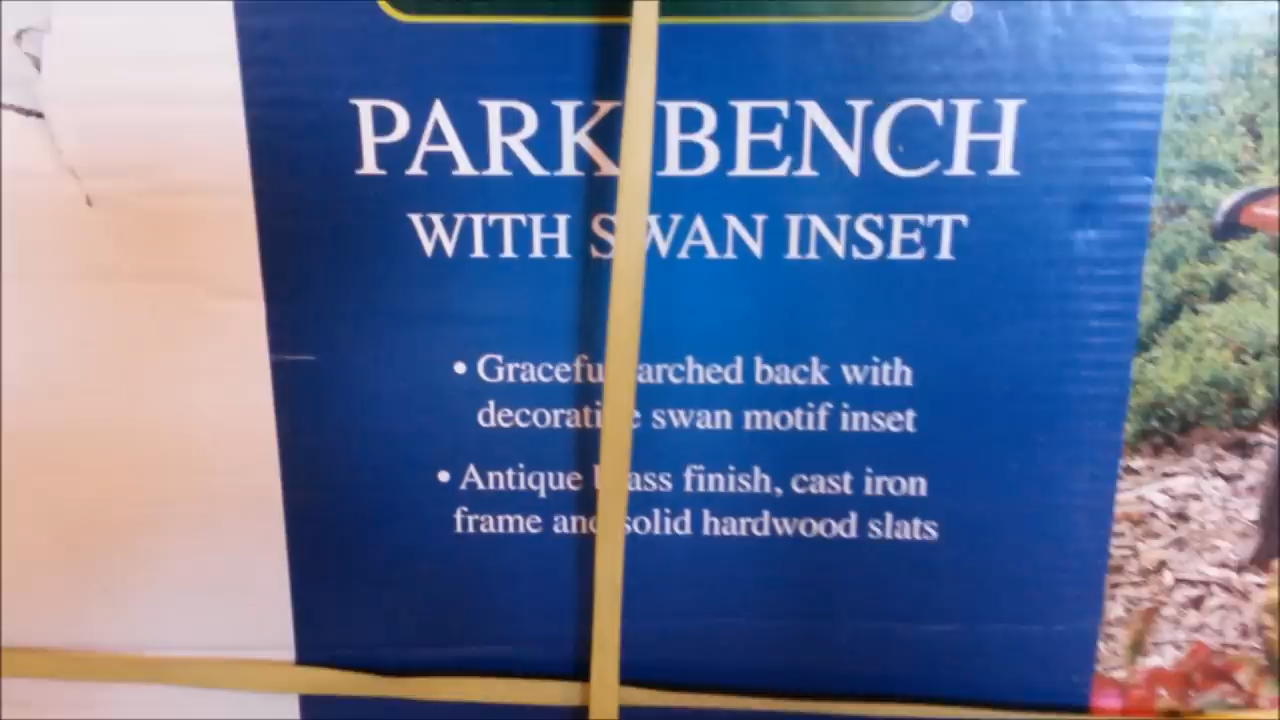 PARK BENCH
WITH SWAN INSET
• Graceful arched back with
decorative swan motif inset
• Antique brass finish, cast iron
frame and solid hardwood slats